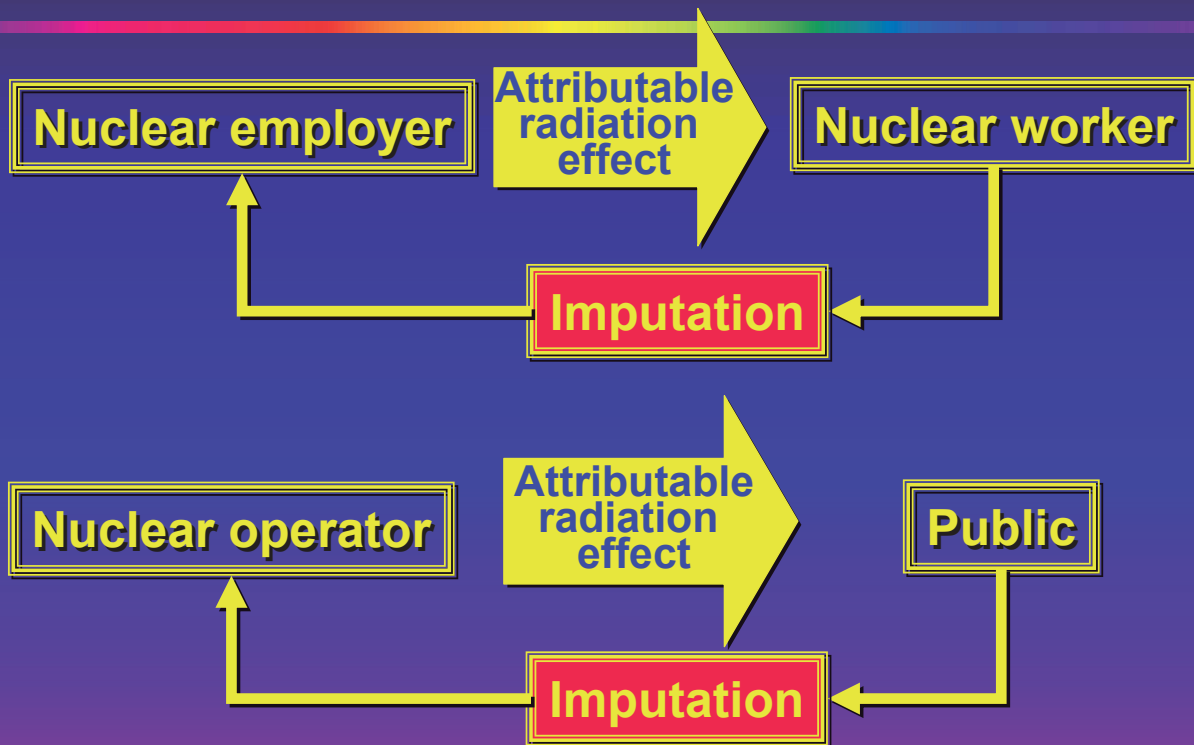 Nuclear employer
Attributable
radiation
effect
Nuclear worker
Imputation
Nuclear operator
Attributable
radiation
effect
Public
Imputation